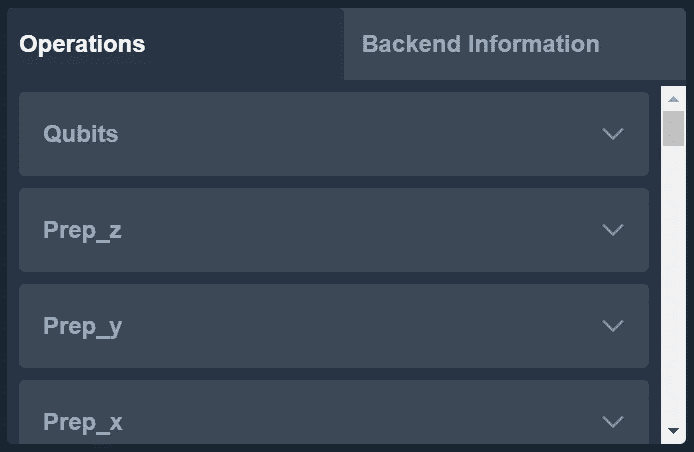 Operations
Backend Information
Qubits
Prep_z
Prep_y
Prep_x